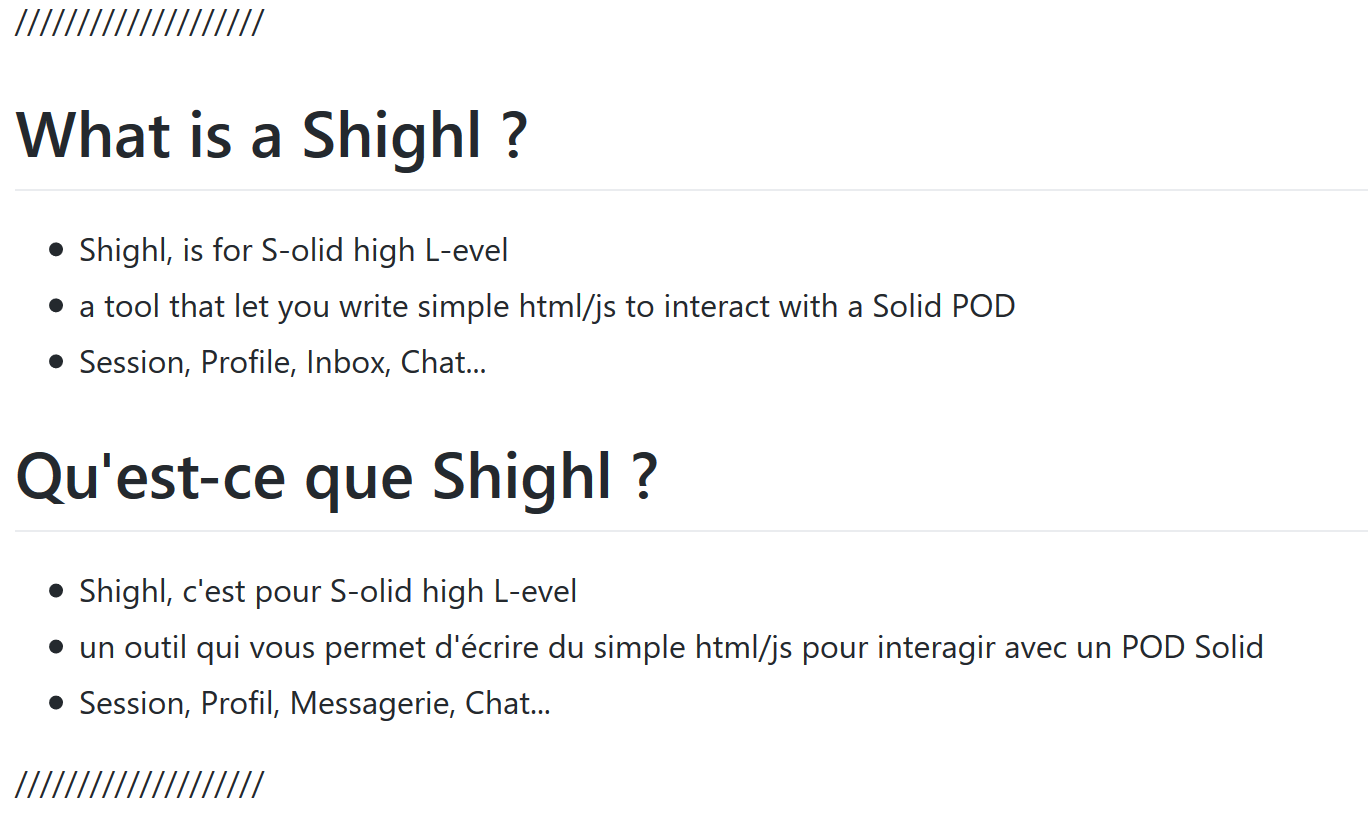 ////////////////////
What is a Shighl ?
Shighl, is for S-olid high L-evel
a tool that let you write simple html/js to interact with a Solid POD
Session, Profile, Inbox, Chat...
Qu'est-ce que Shighl ?
Shighl, c'est pour S-olid high L-evel
un outil qui vous permet d'écrire du simple html/js pour interagir avec un POD Solid
Session, Profil, Messagerie, Chat...
////////////////////